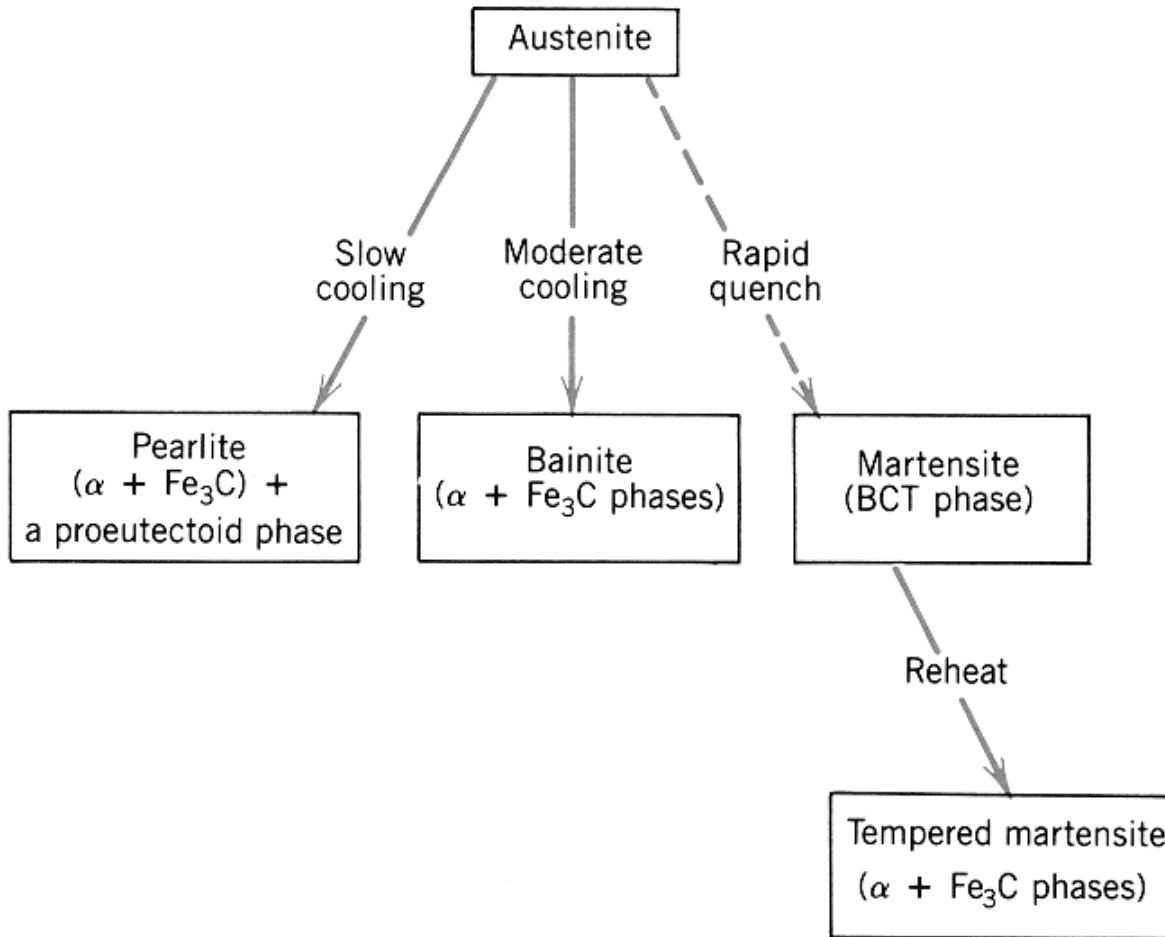 Austenite
Slow
cooling
Moderate
cooling
Rapid
quench
Pearlite
(α + Fe₃C) +
a proeutectoid phase
Bainite
(α + Fe₃C phases)
Martensite
(BCT phase)
Reheat
Tempered martensite
(α + Fe₃C phases)